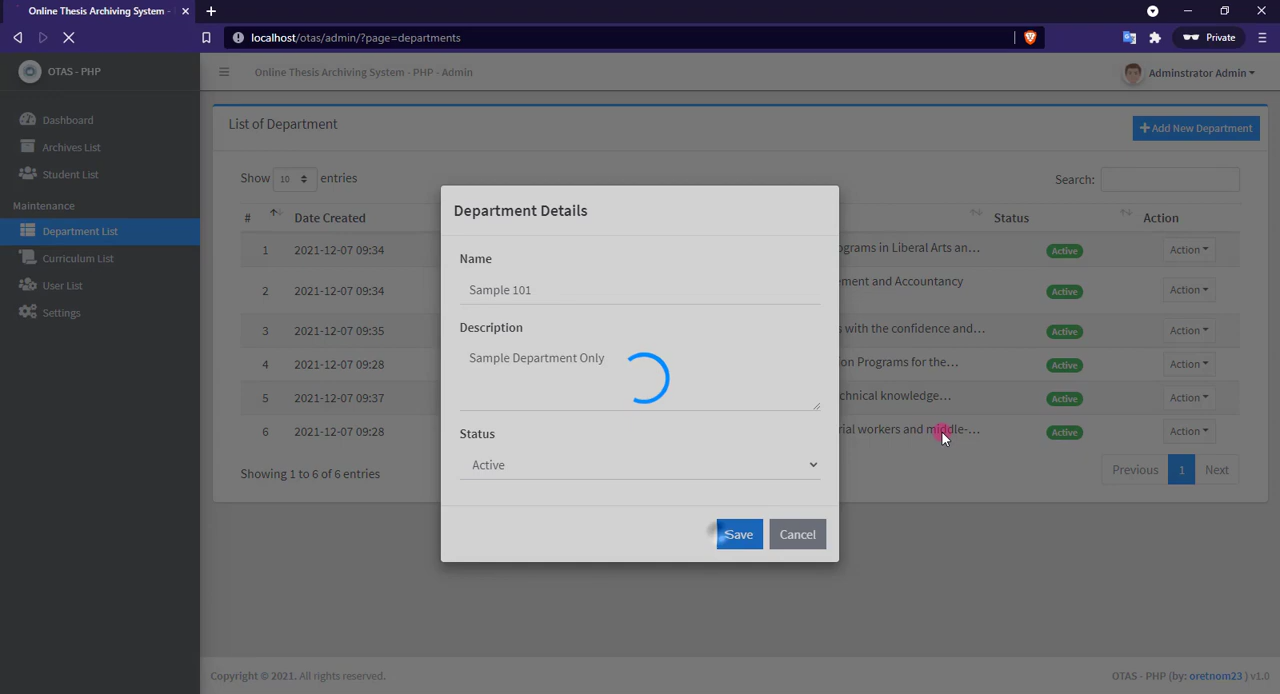 Online Thesis Archiving System -
localhost/otas/admin/?page=departments
Private
OTAS - PHP
Online Thesis Archiving System - PHP - Admin
Adminstrator Admin
Dashboard
Archives List
Student List
Maintenance
Department List
Curriculum List
User List
Settings
List of Department
Add New Department
Show 10 entries
Search:
# Date Created Status Action
1 2021-12-07 09:34 ograms in Liberal Arts an... Active Action
2 2021-12-07 09:34 ement and Accountancy Active Action
3 2021-12-07 09:35 s with the confidence and... Active Action
4 2021-12-07 09:28 ion Programs for the... Active Action
5 2021-12-07 09:37 chnical knowledge... Active Action
6 2021-12-07 09:28 rial workers and middle-... Active Action
Showing 1 to 6 of 6 entries
Previous 1 Next
Department Details
Name
Sample 101
Description
Sample Department Only
Status
Active
Save Cancel
Copyright © 2021. All rights reserved.
OTAS - PHP (by: oretnom23 ) v1.0